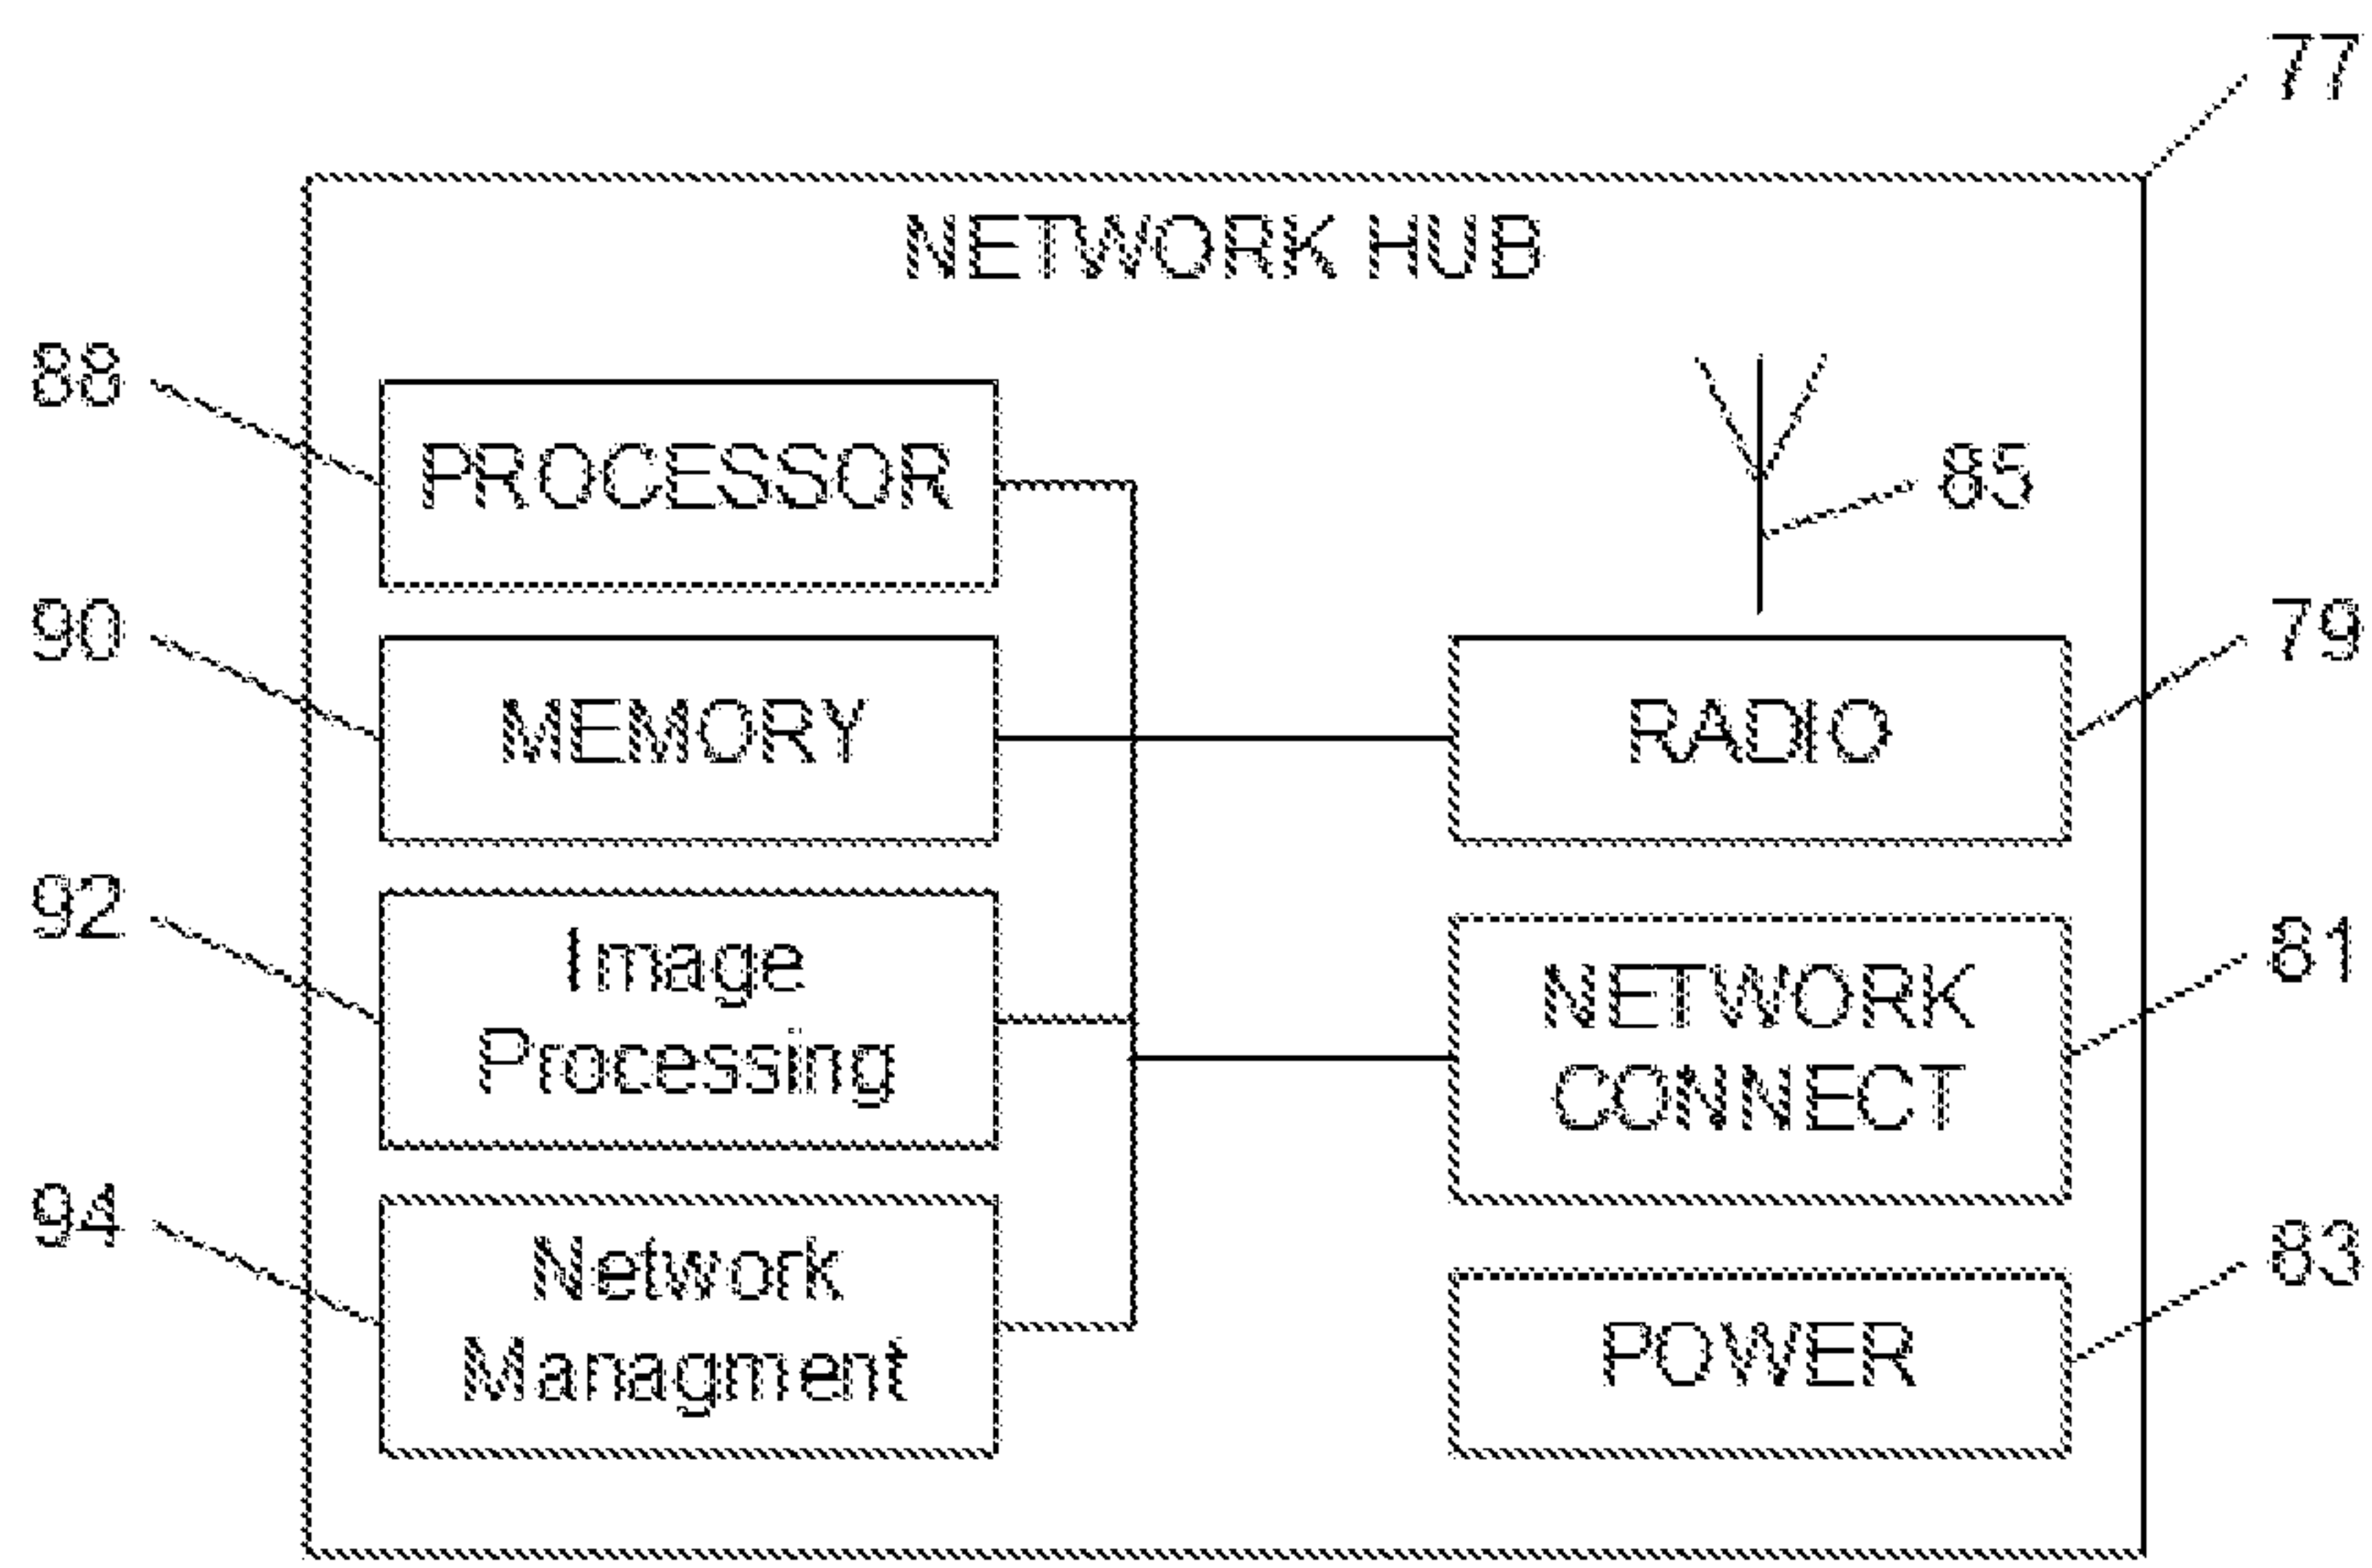 77
NETWORK HUB
88
PROCESSOR
85
90
MEMORY
RADIO
79
92
Image
Processing
NETWORK
CONNECT
81
94
Network
Managment
POWER
83